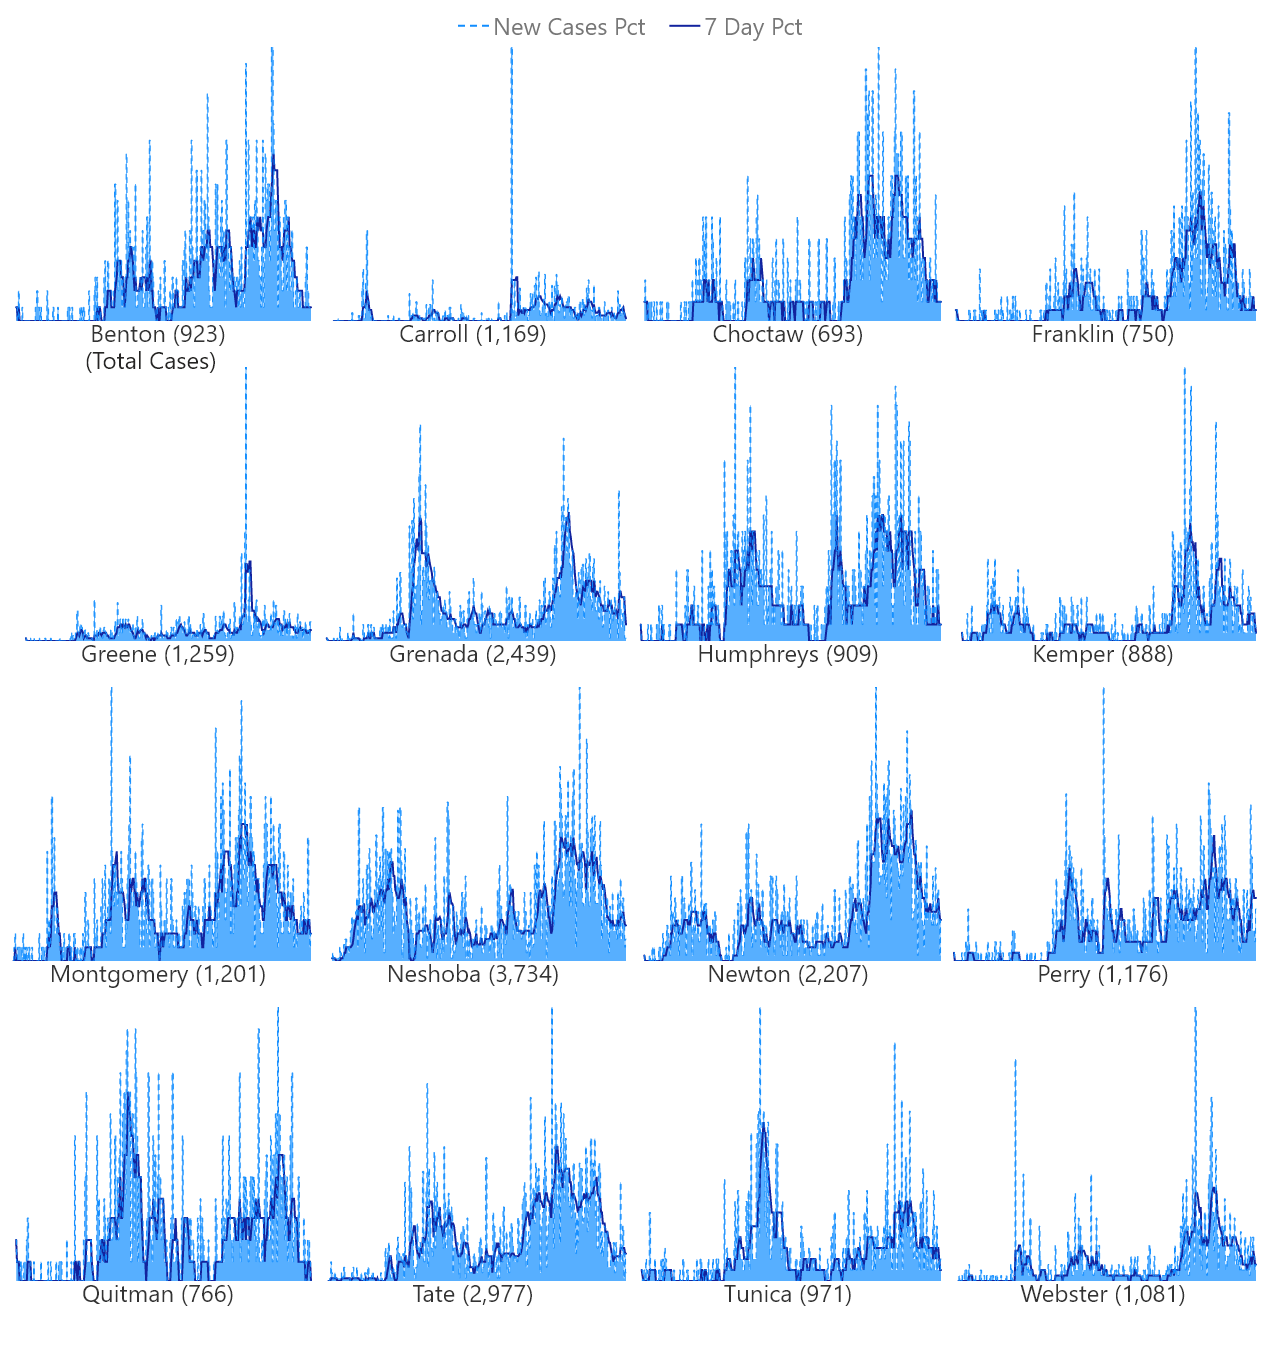 New Cases Pct 7 Day Pct
Benton (923) Carroll (1,169) Choctaw (693) Franklin (750)
(Total Cases)
Greene (1,259) Grenada (2,439) Humphreys (909) Kemper (888)
Montgomery (1,201) Neshoba (3,734) Newton (2,207) Perry (1,176)
Quitman (766) Tate (2,977) Tunica (971) Webster (1,081)